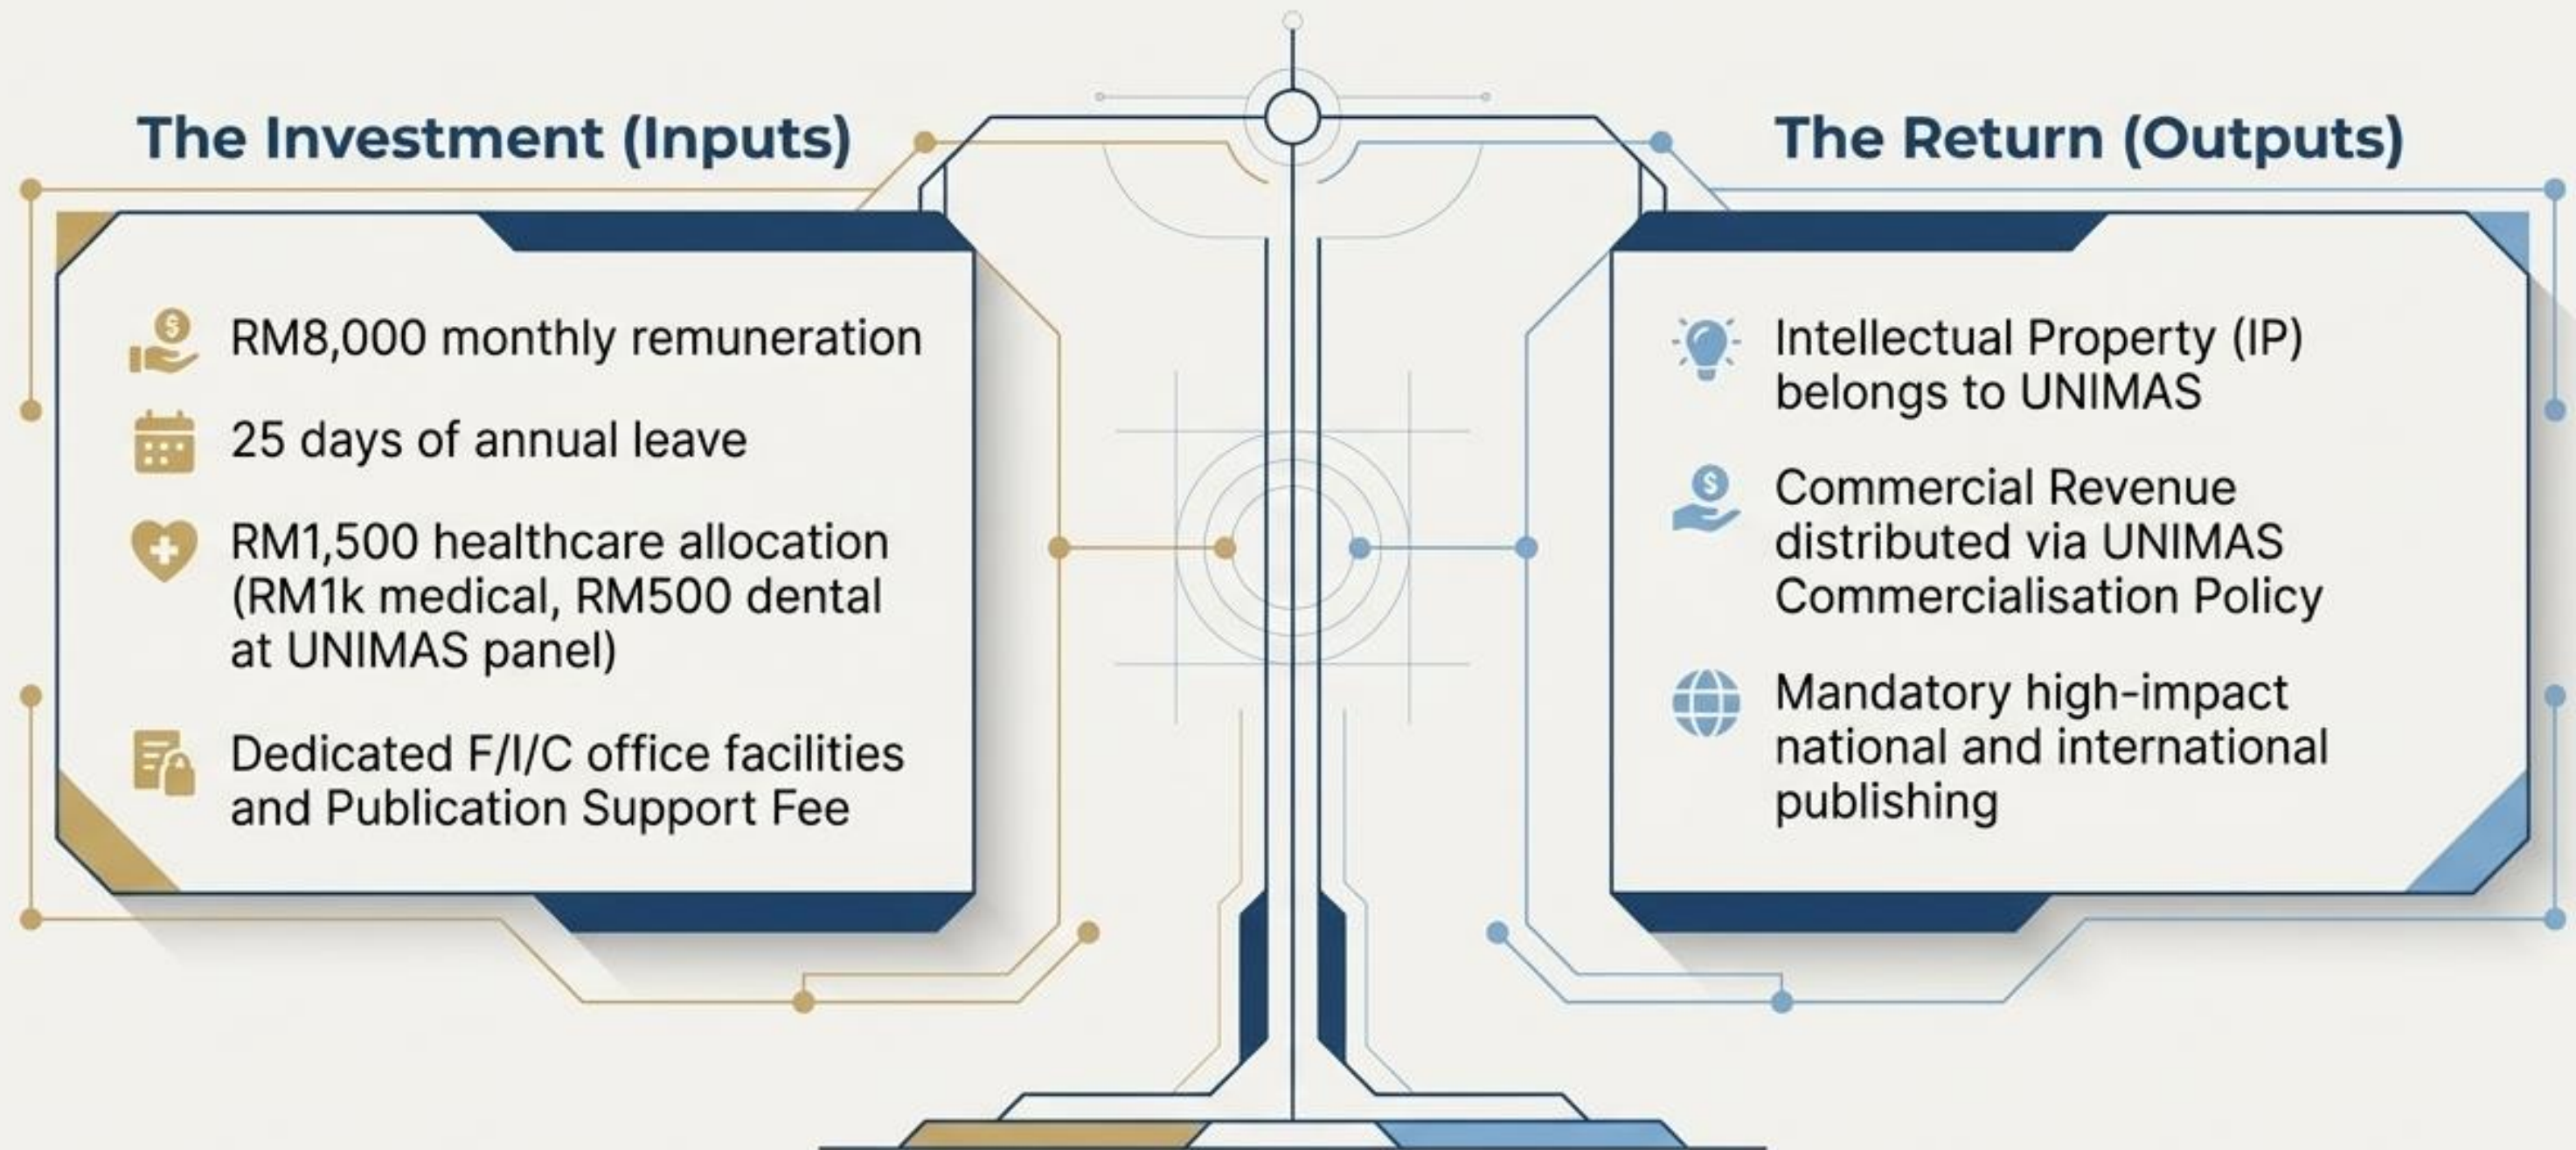 The Investment (Inputs)
RM8,000 monthly remuneration
25 days of annual leave
RM1,500 healthcare allocation
(RM1k medical, RM500 dental
at UNIMAS panel)
Dedicated F/I/C office facilities
and Publication Support Fee
The Return (Outputs)
Intellectual Property (IP)
belongs to UNIMAS
Commercial Revenue
distributed via UNIMAS
Commercialisation Policy
Mandatory high-impact
national and international
publishing